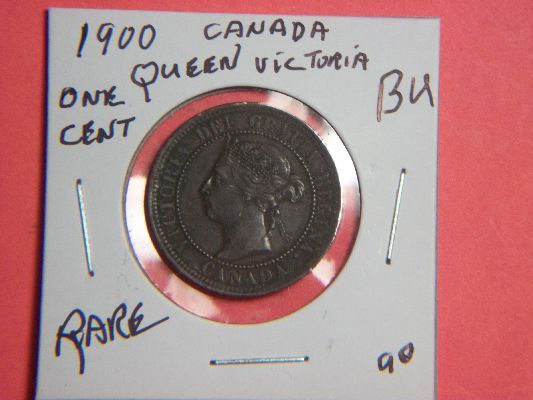 1900 CANADA
QUEEN VICTORIA
ONE
CENT
BU
VICTORIA DEI GRATIA REGINA.
CANADA
RARE
90